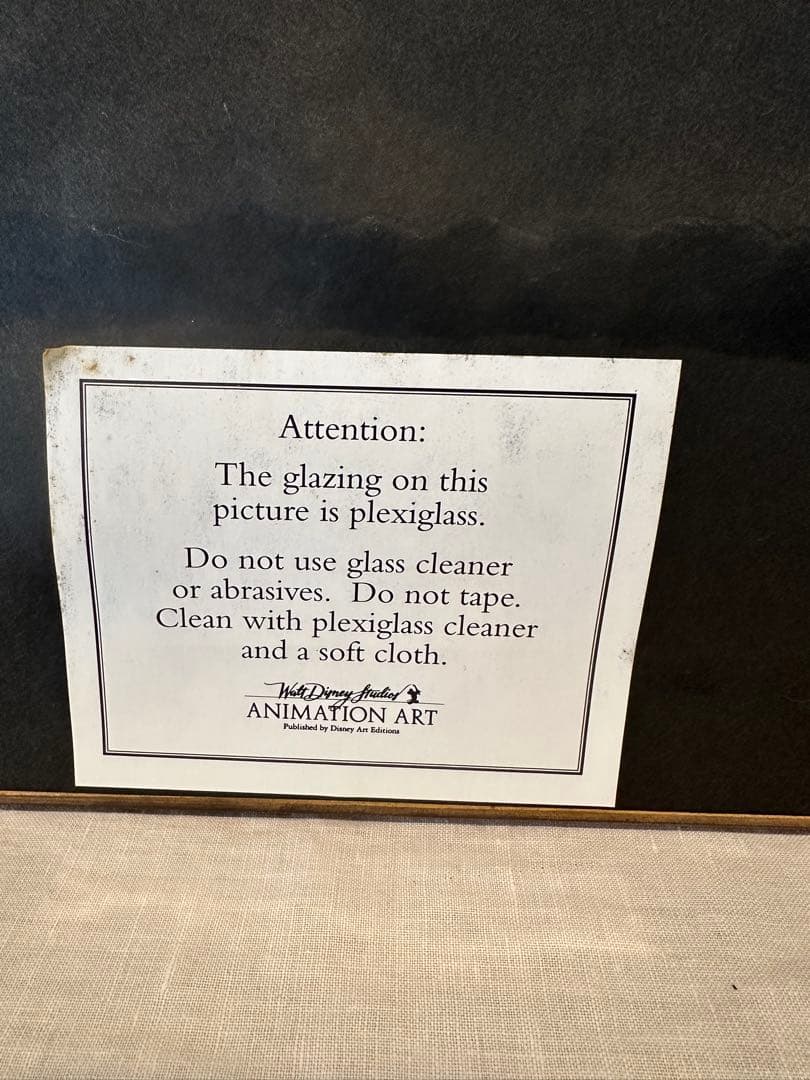 Attention:
The glazing on this
picture is plexiglass.
Do not use glass cleaner
or abrasives. Do not tape.
Clean with plexiglass cleaner
and a soft cloth.
Walt Disney Studios
ANIMATION ART
Published by Disney Art Editions